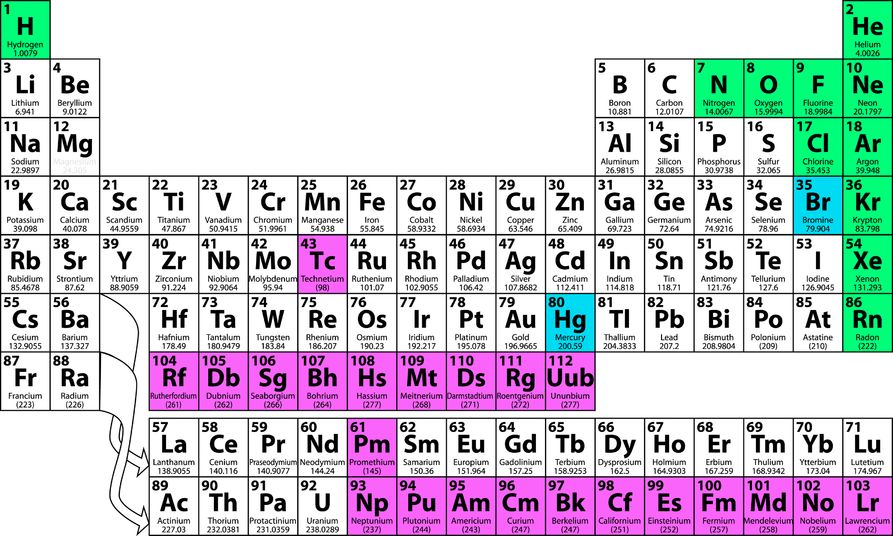 1
H
Hydrogen
1.0079
2
He
Helium
4.0026
3
Li
Lithium
6.941
4
Be
Beryllium
9.0122
5
B
Boron
10.881
6
C
Carbon
12.0107
7
N
Nitrogen
14.0067
8
O
Oxygen
15.9994
9
F
Fluorine
18.9984
10
Ne
Neon
20.1797
11
Na
Sodium
22.9897
12
Mg
Magnesium
24.305
13
Al
Aluminum
26.9815
14
Si
Silicon
28.0855
15
P
Phosphorus
30.9738
16
S
Sulfur
32.065
17
Cl
Chlorine
35.453
18
Ar
Argon
39.948
19
K
Potassium
39.098
20
Ca
Calcium
40.078
21
Sc
Scandium
44.9559
22
Ti
Titanium
47.867
23
V
Vanadium
50.9415
24
Cr
Chromium
51.9961
25
Mn
Manganese
54.938
26
Fe
Iron
55.845
27
Co
Cobalt
58.9332
28
Ni
Nickel
58.6934
29
Cu
Copper
63.546
30
Zn
Zinc
65.409
31
Ga
Gallium
69.723
32
Ge
Germanium
72.64
33
As
Arsenic
74.9216
34
Se
Selenium
78.96
35
Br
Bromine
79.904
36
Kr
Krypton
83.798
37
Rb
Rubidium
85.4678
38
Sr
Strontium
87.62
39
Y
Yttrium
88.9059
40
Zr
Zirconium
91.224
41
Nb
Niobium
92.9064
42
Mo
Molybdenum
95.94
43
Tc
Technetium
(98)
44
Ru
Ruthenium
101.07
45
Rh
Rhodium
102.9055
46
Pd
Palladium
106.42
47
Ag
Silver
107.8682
48
Cd
Cadmium
112.411
49
In
Indium
114.818
50
Sn
Tin
118.71
51
Sb
Antimony
121.76
52
Te
Tellurium
127.6
53
I
Iodine
126.9045
54
Xe
Xenon
131.293
55
Cs
Cesium
132.9055
56
Ba
Barium
137.327
72
Hf
Hafnium
178.49
73
Ta
Tantalum
180.9479
74
W
Tungsten
183.84
75
Re
Rhenium
186.207
76
Os
Osmium
190.23
77
Ir
Iridium
192.217
78
Pt
Platinum
195.078
79
Au
Gold
196.9665
80
Hg
Mercury
200.59
81
Tl
Thallium
204.3833
82
Pb
Lead
207.2
83
Bi
Bismuth
208.9804
84
Po
Polonium
(209)
85
At
Astatine
(210)
86
Rn
Radon
(222)
87
Fr
Francium
(223)
88
Ra
Radium
(226)
104
Rf
Rutherfordium
(261)
105
Db
Dubnium
(262)
106
Sg
Seaborgium
(266)
107
Bh
Bohrium
(264)
108
Hs
Hassium
(277)
109
Mt
Meitnerium
(268)
110
Ds
Darmstadtium
(271)
111
Rg
Roentgenium
(272)
112
Uub
Ununbium
(277)
57
La
Lanthanum
138.9055
58
Ce
Cenium
140.116
59
Pr
Praseodymium
140.9077
60
Nd
Neodymium
144.24
61
Pm
Promethium
(145)
62
Sm
Samarium
150.36
63
Eu
Europium
151.964
64
Gd
Gadolinium
157.25
65
Tb
Terbium
158.9253
66
Dy
Dysprosium
162.5
67
Ho
Holmium
164.9303
68
Er
Erbium
167.259
69
Tm
Thulium
168.9342
70
Yb
Ytterbium
173.04
71
Lu
Lutetium
174.967
89
Ac
Actinium
227.03
90
Th
Thorium
232.0381
91
Pa
Protactinium
231.0359
92
U
Uranium
238.0289
93
Np
Neptunium
(237)
94
Pu
Plutonium
(244)
95
Am
Americium
(243)
96
Cm
Curium
(247)
97
Bk
Berkelium
(247)
98
Cf
Californium
(251)
99
Es
Einsteinium
(252)
100
Fm
Fermium
(257)
101
Md
Mendelevium
(258)
102
No
Nobelium
(259)
103
Lr
Lawrencium
(262)